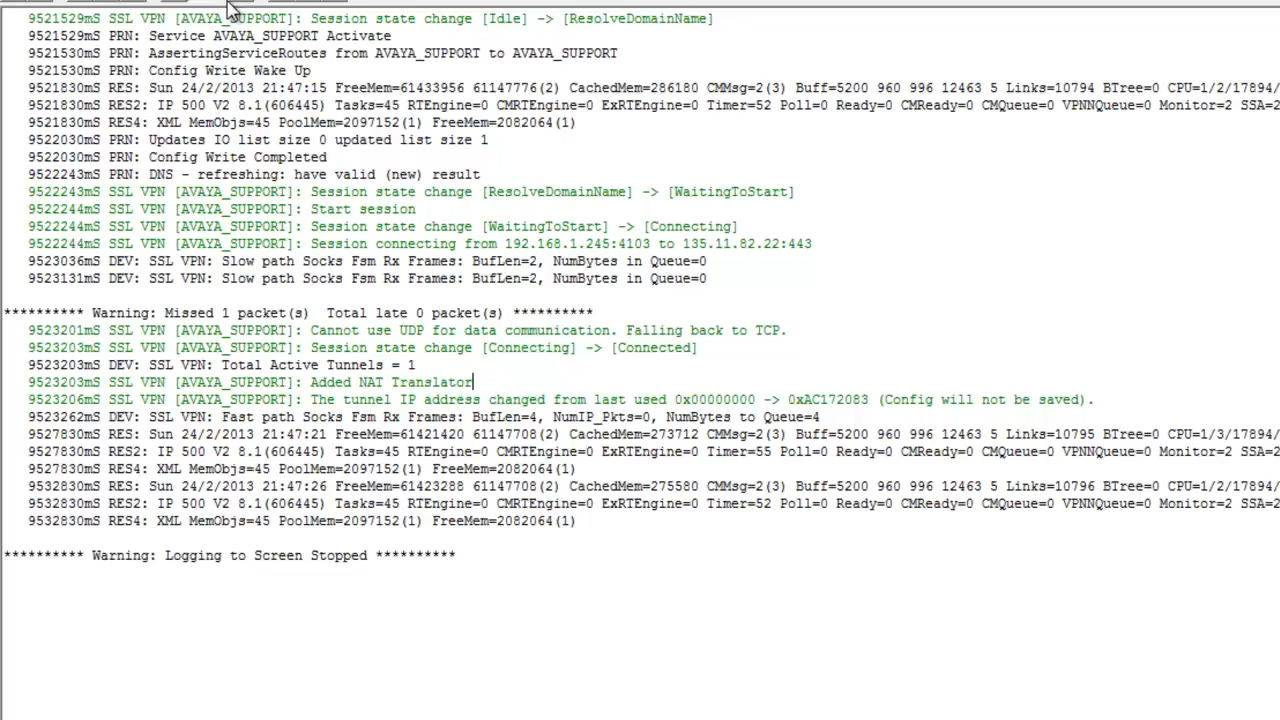 9521529mS SSL VPN [AVAYA_SUPPORT]: Session state change [Idle] -> [ResolveDomainName]
9521529mS PRN: Service AVAYA_SUPPORT Activate
9521530mS PRN: AssertingServiceRoutes from AVAYA_SUPPORT to AVAYA_SUPPORT
9521530mS PRN: Config Write Wake Up
9521830mS RES: Sun 24/2/2013 21:47:15 FreeMem=61433956 61147776(2) CachedMem=286180 CMMsg=2(3) Buff=5200 960 996 12463 5 Links=10794 BTree=0 CPU=1/2/17894/
9521830mS RES2: IP 500 V2 8.1(606445) Tasks=45 RTEngine=0 CMRTEngine=0 ExRTEngine=0 Timer=52 Poll=0 Ready=0 CMReady=0 CMQueue=0 VPNNQueue=0 Monitor=2 SSA=2
9521830mS RES4: XML MemObjs=45 PoolMem=2097152(1) FreeMem=2082064(1)
9522030mS PRN: Updates IO list size 0 updated list size 1
9522030mS PRN: Config Write Completed
9522243mS PRN: DNS - refreshing: have valid (new) result
9522243mS SSL VPN [AVAYA_SUPPORT]: Session state change [ResolveDomainName] -> [WaitingToStart]
9522244mS SSL VPN [AVAYA_SUPPORT]: Start session
9522244mS SSL VPN [AVAYA_SUPPORT]: Session state change [WaitingToStart] -> [Connecting]
9522244mS SSL VPN [AVAYA_SUPPORT]: Session connecting from 192.168.1.245:4103 to 135.11.82.22:443
9523036mS DEV: SSL VPN: Slow path Socks Fsm Rx Frames: BufLen=2, NumBytes in Queue=0
9523131mS DEV: SSL VPN: Slow path Socks Fsm Rx Frames: BufLen=2, NumBytes in Queue=0
********** Warning: Missed 1 packet(s)  Total late 0 packet(s) **********
9523201mS SSL VPN [AVAYA_SUPPORT]: Cannot use UDP for data communication. Falling back to TCP.
9523203mS SSL VPN [AVAYA_SUPPORT]: Session state change [Connecting] -> [Connected]
9523203mS DEV: SSL VPN: Total Active Tunnels = 1
9523203mS SSL VPN [AVAYA_SUPPORT]: Added NAT Translator
9523206mS SSL VPN [AVAYA_SUPPORT]: The tunnel IP address changed from last used 0x00000000 -> 0xAC172083 (Config will not be saved).
9523262mS DEV: SSL VPN: Fast path Socks Fsm Rx Frames: BufLen=4, NumIP_Pkts=0, NumBytes to Queue=4
9527830mS RES: Sun 24/2/2013 21:47:21 FreeMem=61421420 61147708(2) CachedMem=273712 CMMsg=2(3) Buff=5200 960 996 12463 5 Links=10795 BTree=0 CPU=1/3/17894/
9527830mS RES2: IP 500 V2 8.1(606445) Tasks=45 RTEngine=0 CMRTEngine=0 ExRTEngine=0 Timer=55 Poll=0 Ready=0 CMReady=0 CMQueue=0 VPNNQueue=0 Monitor=2 SSA=2
9527830mS RES4: XML MemObjs=45 PoolMem=2097152(1) FreeMem=2082064(1)
9532830mS RES: Sun 24/2/2013 21:47:26 FreeMem=61423288 61147708(2) CachedMem=275580 CMMsg=2(3) Buff=5200 960 996 12463 5 Links=10796 BTree=0 CPU=1/2/17894/
9532830mS RES2: IP 500 V2 8.1(606445) Tasks=45 RTEngine=0 CMRTEngine=0 ExRTEngine=0 Timer=52 Poll=0 Ready=0 CMReady=0 CMQueue=0 VPNNQueue=0 Monitor=2 SSA=2
9532830mS RES4: XML MemObjs=45 PoolMem=2097152(1) FreeMem=2082064(1)
********** Warning: Logging to Screen Stopped **********